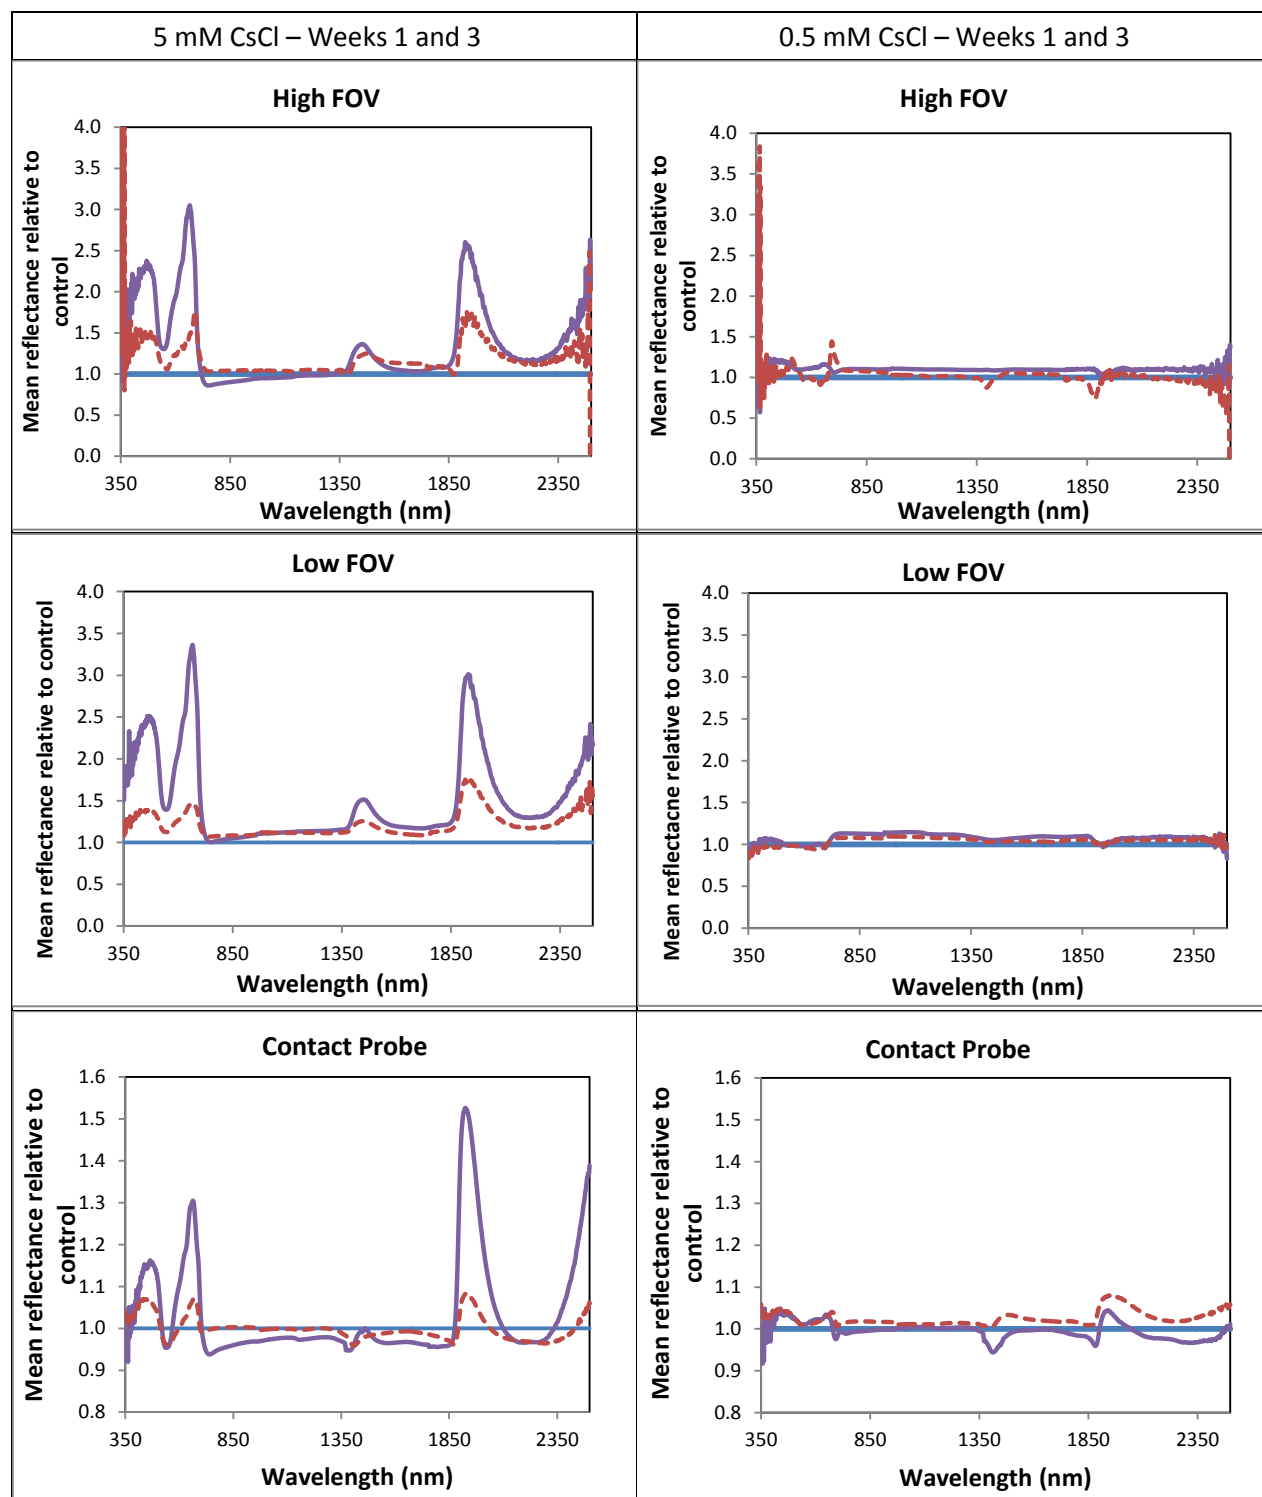 5 mM CsCl – Weeks 1 and 3
0.5 mM CsCl – Weeks 1 and 3
High FOV
Mean reflectance relative to
control
4.0
3.5
3.0
2.5
2.0
1.5
1.0
0.5
0.0
350 850 1350 1850 2350
Wavelength (nm)
High FOV
Mean reflectance relative to
control
4.0
3.5
3.0
2.5
2.0
1.5
1.0
0.5
0.0
350 850 1350 1850 2350
Wavelength (nm)
Low FOV
Mean reflectance relative to control
4.0
3.5
3.0
2.5
2.0
1.5
1.0
0.5
0.0
350 850 1350 1850 2350
Wavelength (nm)
Low FOV
Mean reflectacne relative to control
4.0
3.5
3.0
2.5
2.0
1.5
1.0
0.5
0.0
350 850 1350 1850 2350
Wavelength (nm)
Contact Probe
Mean reflectance relative to
control
1.6
1.5
1.4
1.3
1.2
1.1
1.0
0.9
0.8
350 850 1350 1850 2350
Wavelength (nm)
Contact Probe
Mean reflectance relative to
control
1.6
1.5
1.4
1.3
1.2
1.1
1.0
0.9
0.8
350 850 1350 1850 2350
Wavelength (nm)